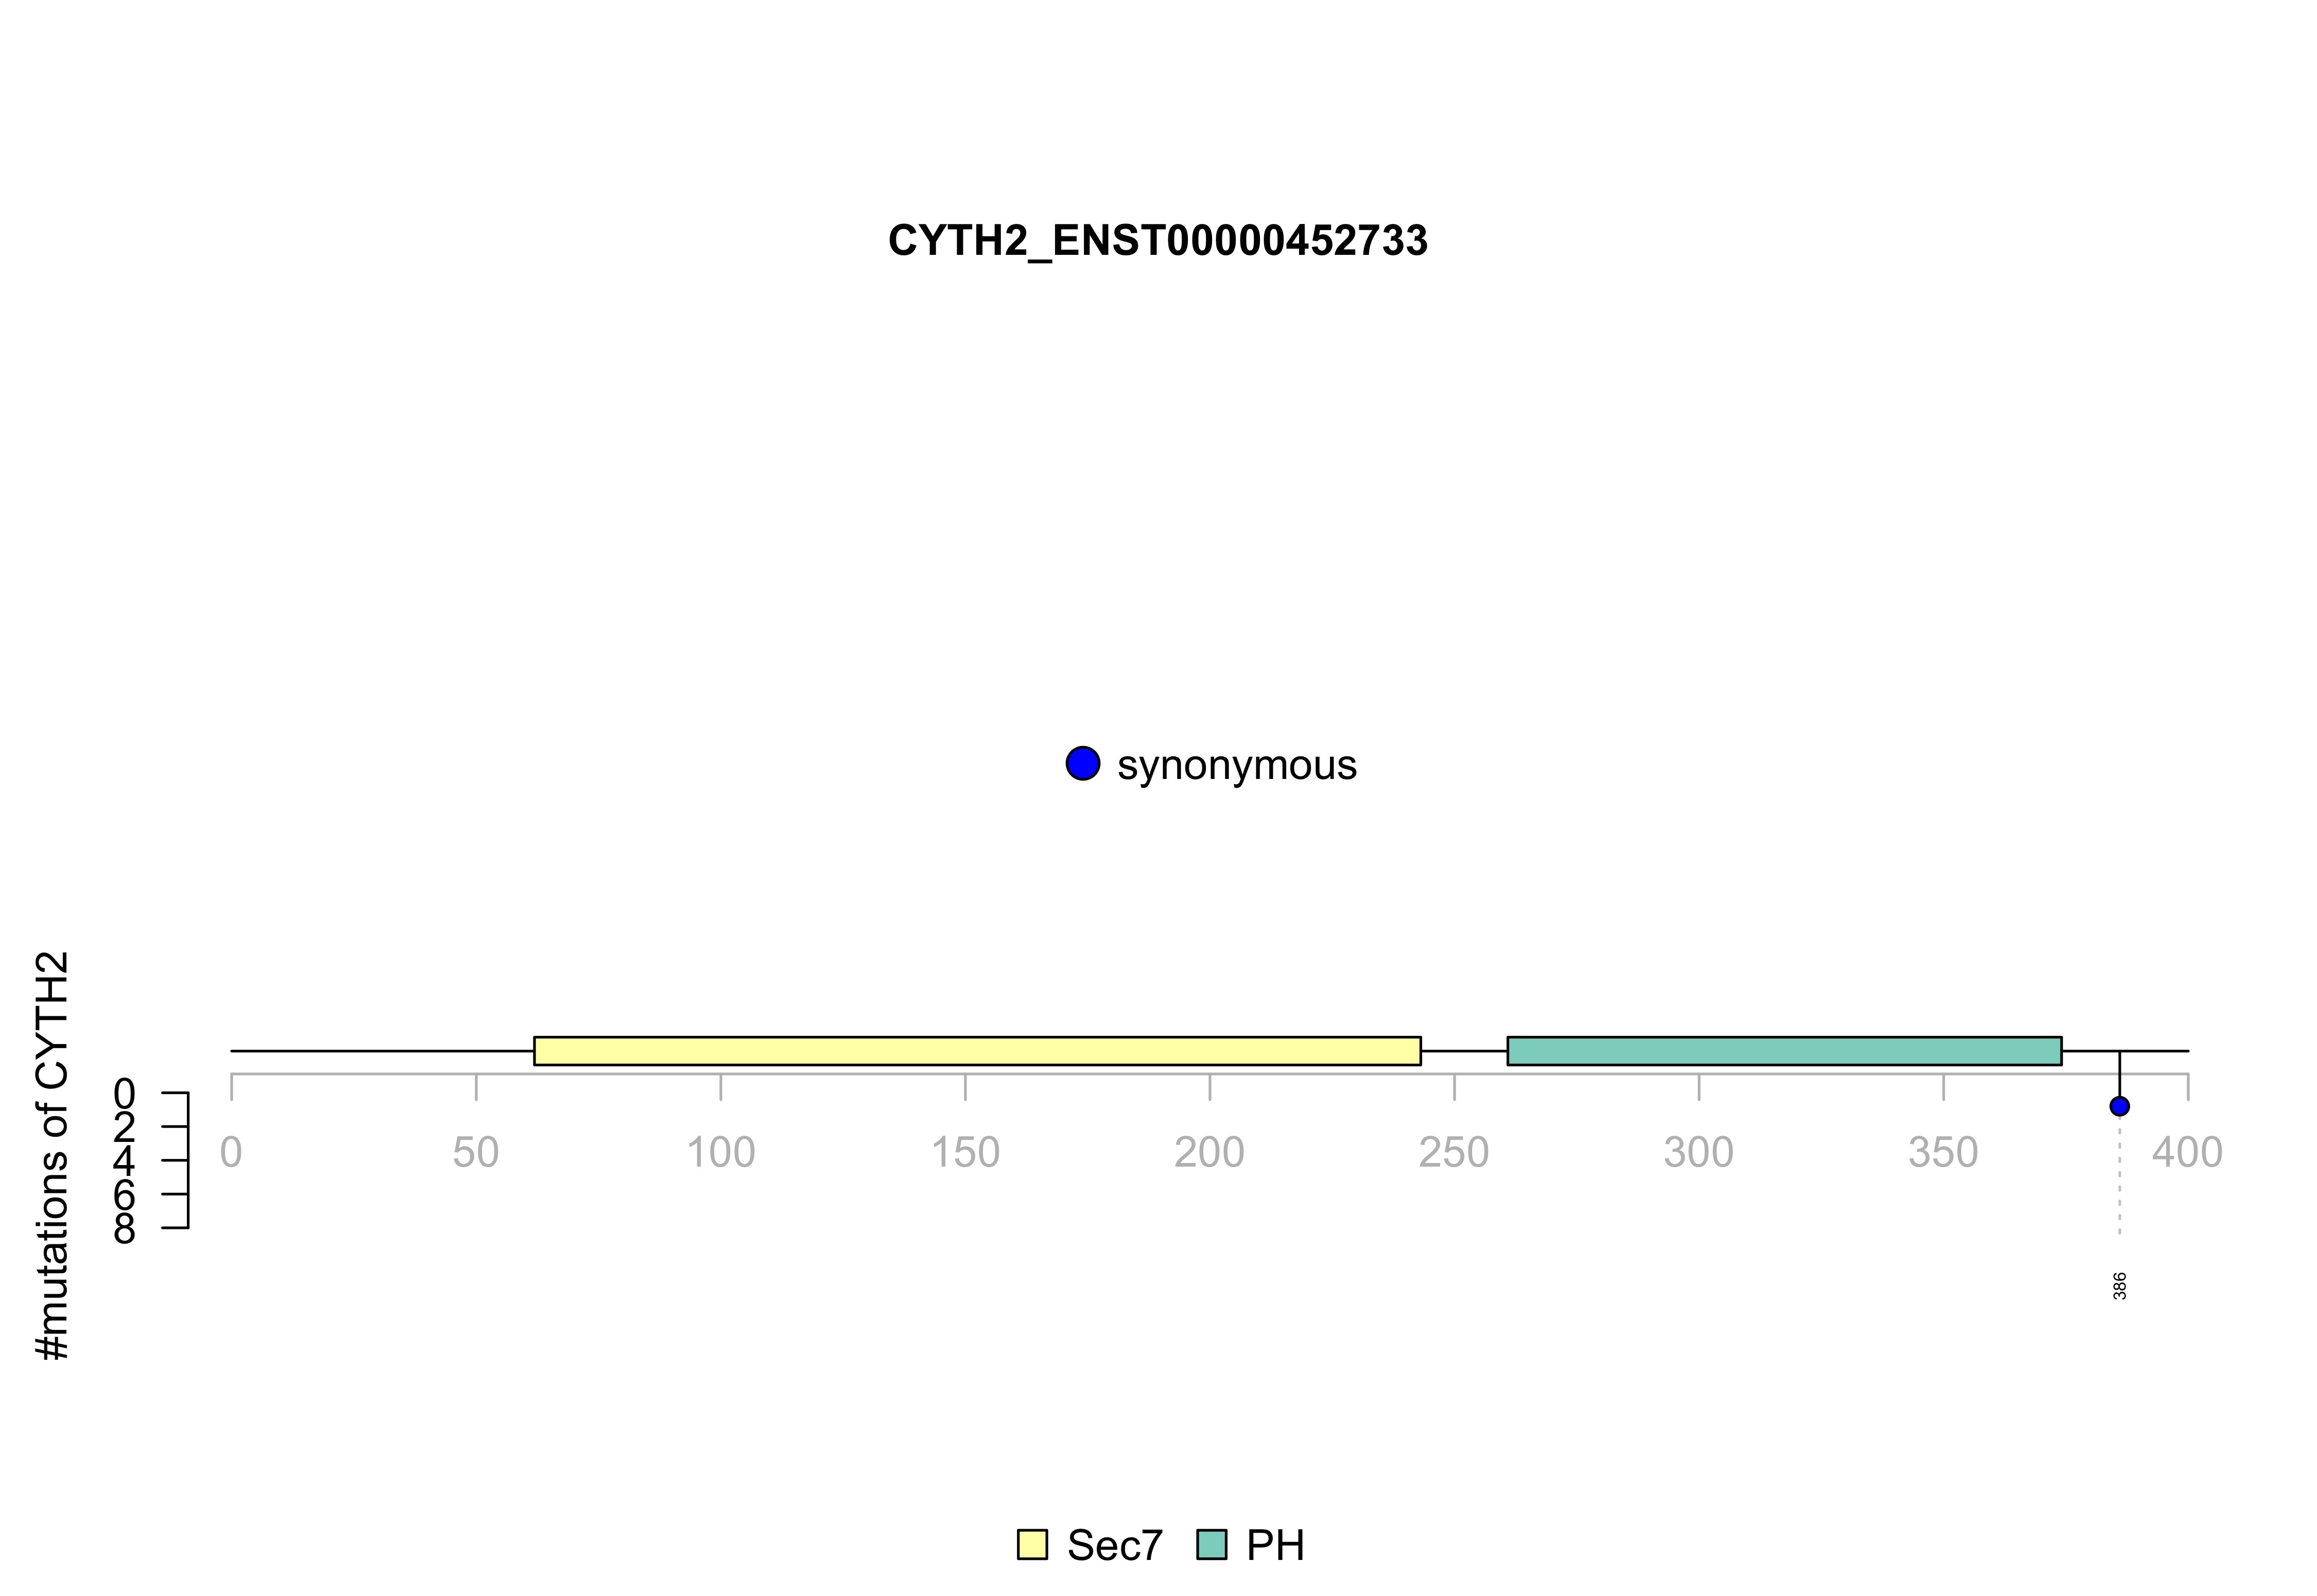 CYTH2_ENST00000452733
synonymous
#mutations of CYTH2
0
2
4
6
8
0 50 100 150 200 250 300 350 400
386
Sec7 PH